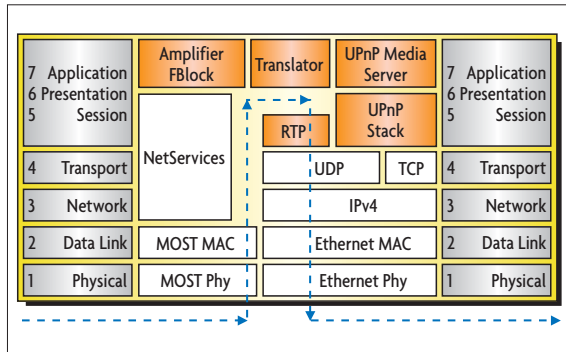 7 Application
6 Presentation
5 Session
4 Transport
3 Network
2 Data Link
1 Physical
Amplifier
FBlock
NetServices
MOST MAC
MOST Phy
Translator
UPnP Media
Server
UPnP
Stack
RTP
UDP
TCP
IPv4
Ethernet MAC
Ethernet Phy
7 Application
6 Presentation
5 Session
4 Transport
3 Network
2 Data Link
1 Physical